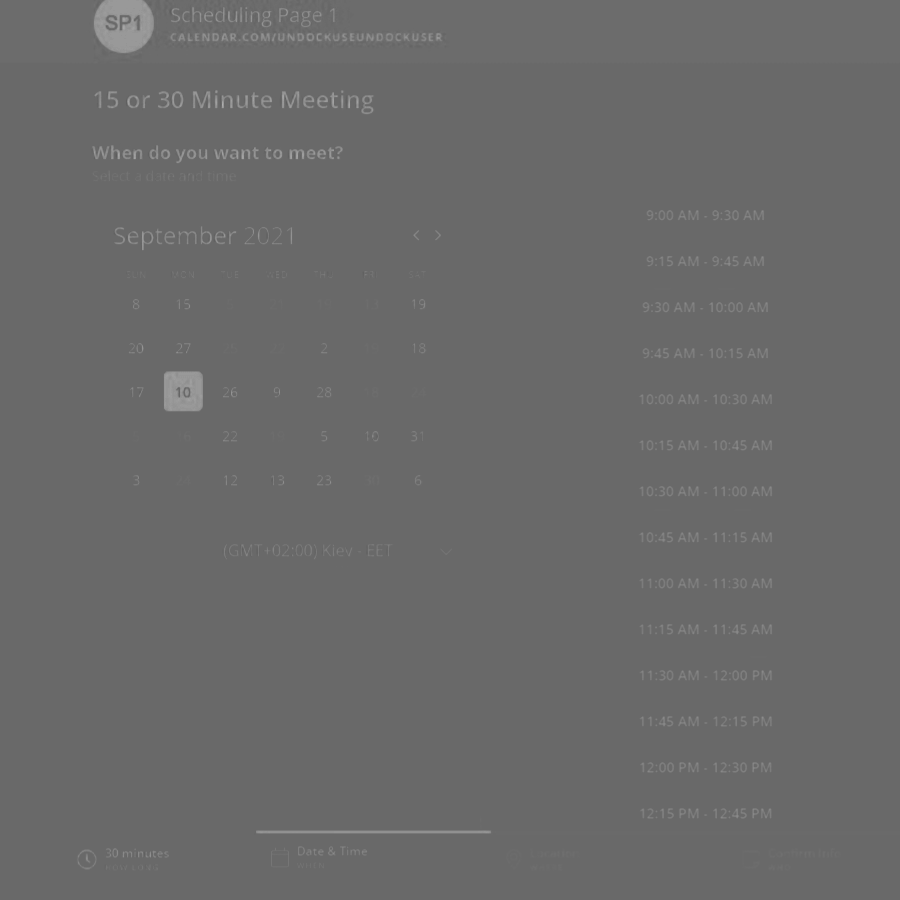 SP1
Scheduling Page 1
CALENDAR.COM/UNDOCKUSEUNDOCKUSER
15 or 30 Minute Meeting
When do you want to meet?
Select a date and time
September 2021
SUN MON TUE WED THU FRI SAT
8 15 19
20 27 2 18
17 10 26 9 28
22 5 10 31
3 12 13 23 6
(GMT+02:00) Kiev - EET
9:00 AM - 9:30 AM
9:15 AM - 9:45 AM
9:30 AM - 10:00 AM
9:45 AM - 10:15 AM
10:00 AM - 10:30 AM
10:15 AM - 10:45 AM
10:30 AM - 11:00 AM
10:45 AM - 11:15 AM
11:00 AM - 11:30 AM
11:15 AM - 11:45 AM
11:30 AM - 12:00 PM
11:45 AM - 12:15 PM
12:00 PM - 12:30 PM
12:15 PM - 12:45 PM
30 minutes
Date & Time